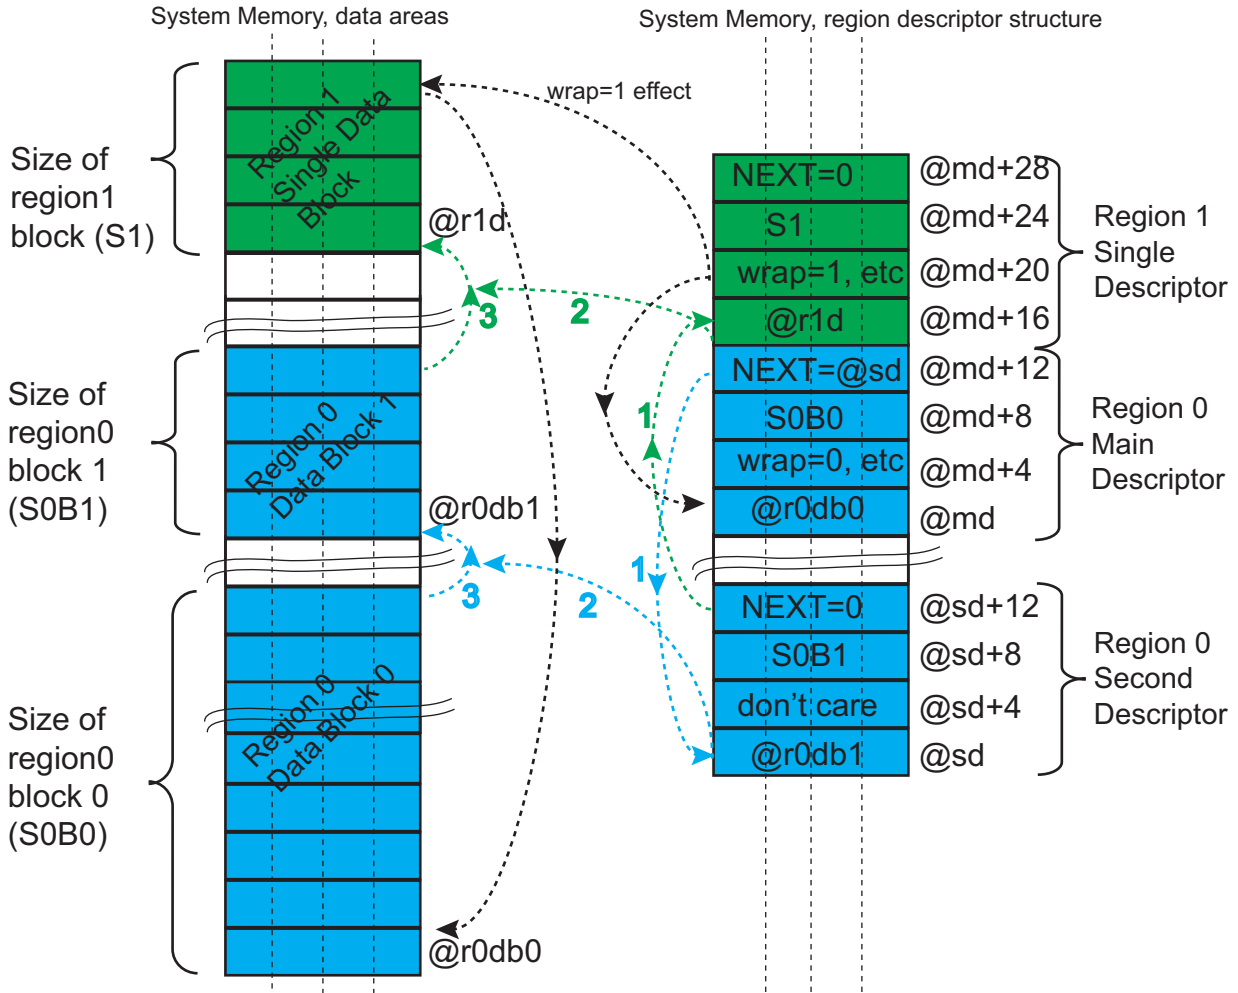 System Memory, data areas
System Memory, region descriptor structure
wrap=1 effect
Size of
region1
block (S1)
Region 1
Single Data
Block
@r1d
Size of
region0
block 1
(S0B1)
Region 0
Data Block 1
@r0db1
Size of
region0
block 0
(S0B0)
Region 0
Data Block 0
@r0db0
3
2
1
3
2
1
NEXT=0
@md+28
S1
@md+24
wrap=1, etc
@md+20
@r1d
@md+16
Region 1
Single
Descriptor
NEXT=@sd
@md+12
S0B0
@md+8
wrap=0, etc
@md+4
@r0db0
@md
Region 0
Main
Descriptor
NEXT=0
@sd+12
S0B1
@sd+8
don't care
@sd+4
@r0db1
@sd
Region 0
Second
Descriptor